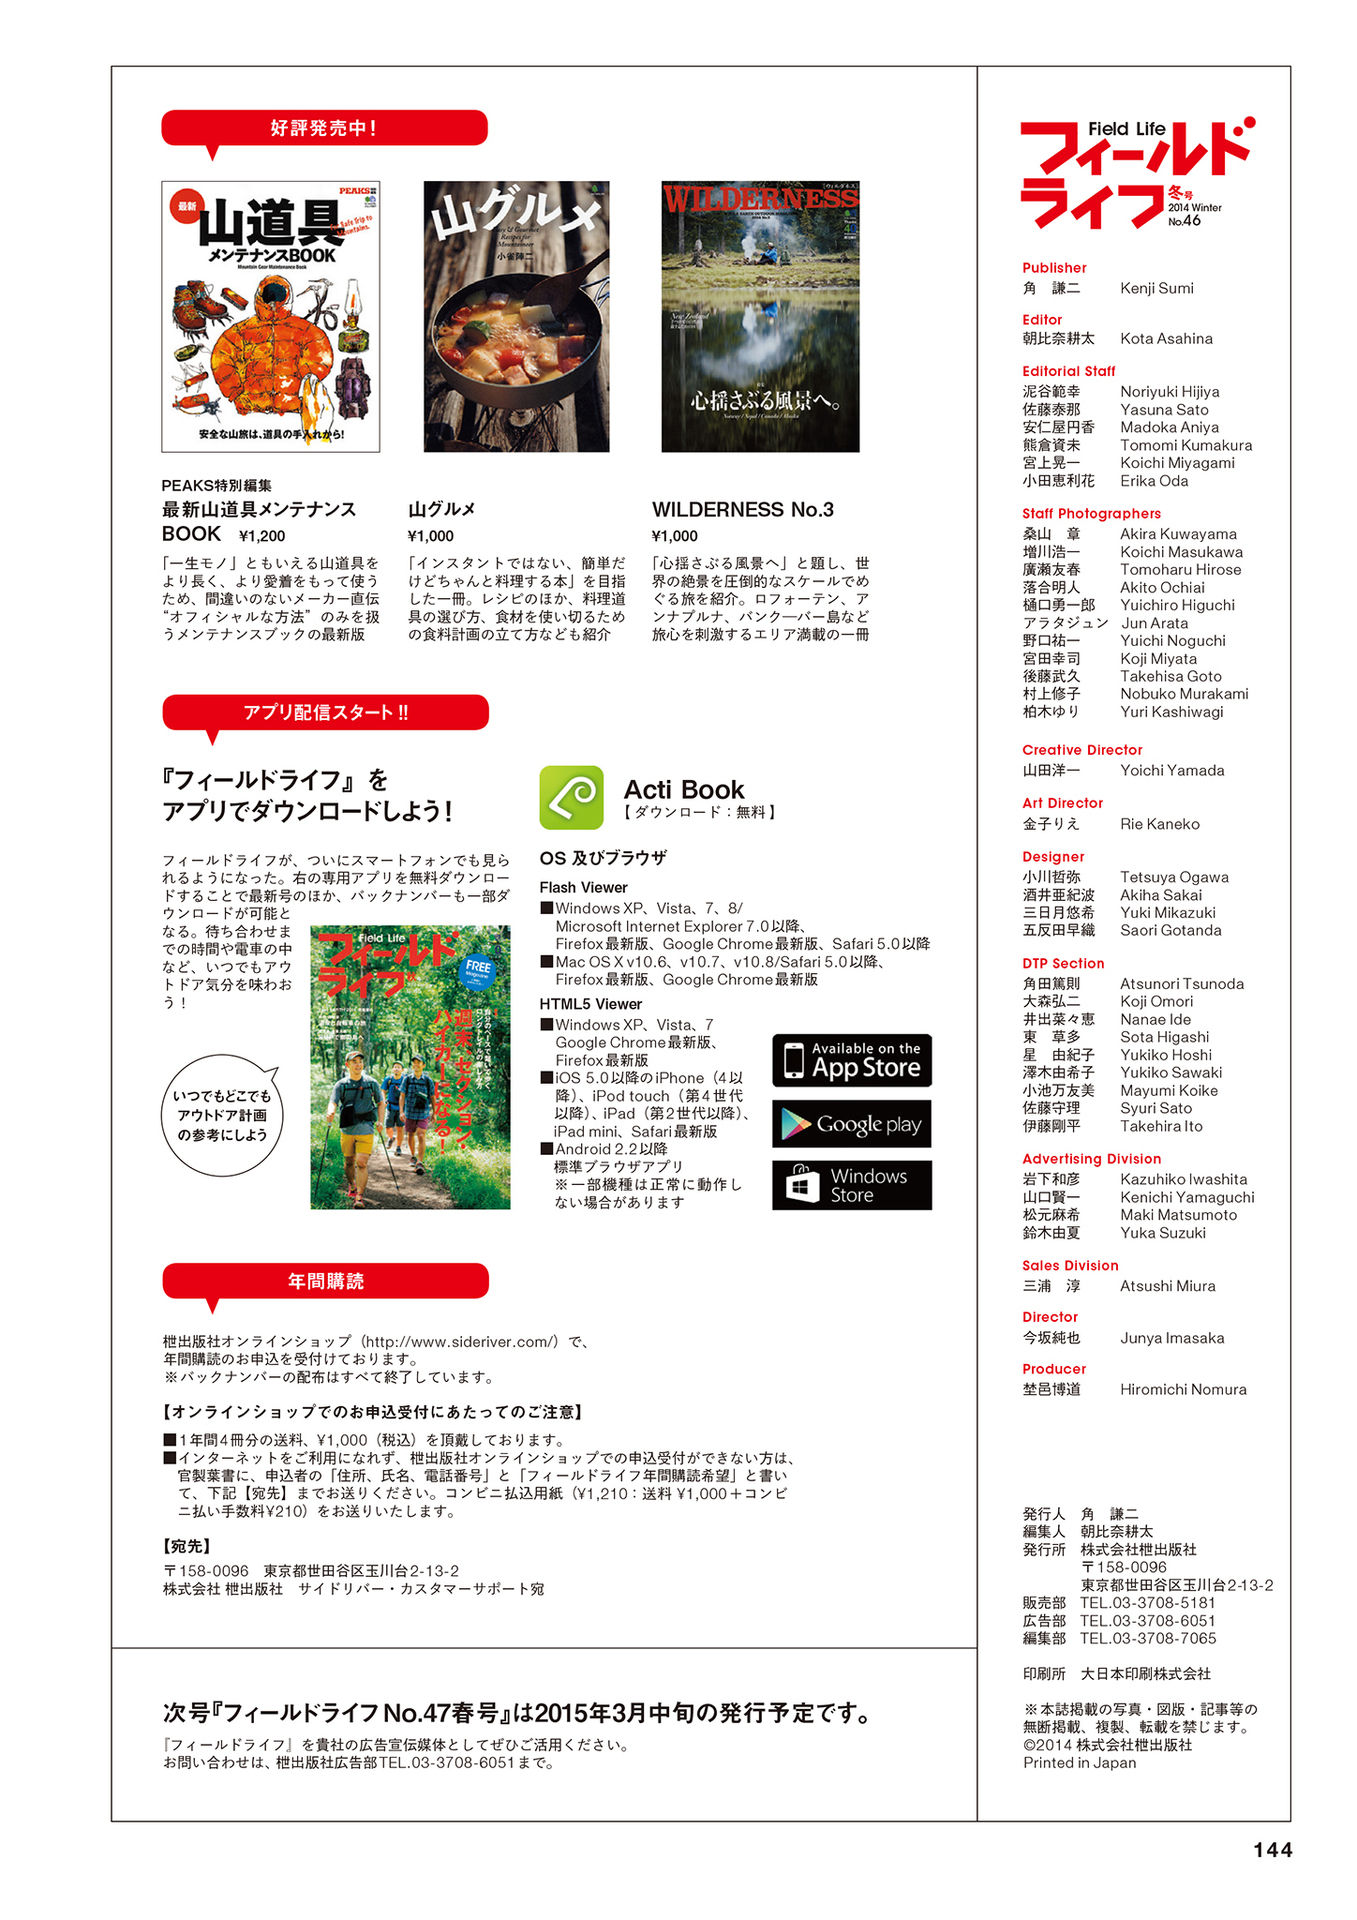 好評発売中！
PEAKS
最新
山道具
メンテナンスBOOK
Mountain Gear Maintenance Book
安全な山旅は、道具の手入れから！
山グルメ
Easy & Gourmet
Recipes for
Mountaineer
小雀陣二
WILDERNESS
心揺さぶる風景へ。
PEAKS特別編集
最新山道具メンテナンス
BOOK ¥1,200
「一生モノ」ともいえる山道具を
より長く、より愛着をもって使う
ため、間違いのないメーカー直伝
“オフィシャルな方法”のみを扱
うメンテナンスブックの最新版
山グルメ
¥1,000
「インスタントではない、簡単だ
けどちゃんと料理する本」を目指
した一冊。レシピのほか、料理道
具の選び方、食材を使い切るため
の食料計画の立て方なども紹介
WILDERNESS No.3
¥1,000
「心揺さぶる風景へ」と題し、世
界の絶景を圧倒的なスケールでめ
ぐる旅を紹介。ロフォーテン、ア
ンナプルナ、バンク―バー島など
旅心を刺激するエリア満載の一冊
アプリ配信スタート!!
『フィールドライフ』を
アプリでダウンロードしよう！
フィールドライフが、ついにスマートフォンでも見ら
れるようになった。右の専用アプリを無料ダウンロー
ドすることで最新号のほか、バックナンバーも一部ダ
ウンロードが可能と
なる。待ち合わせま
での時間や電車の中
など、いつでもアウ
トドア気分を味わお
う！
いつでもどこでも
アウトドア計画
の参考にしよう
Field Life
フィールド
ライフ
FREE
週末、セクション・
ハイカーになる！
Acti Book
【ダウンロード：無料】
OS 及びブラウザ
Flash Viewer
■Windows XP、Vista、7、8/
Microsoft Internet Explorer 7.0以降、
Firefox最新版、Google Chrome最新版、Safari 5.0以降
■Mac OS X v10.6、v10.7、v10.8/Safari 5.0以降、
Firefox最新版、Google Chrome最新版
HTML5 Viewer
■Windows XP、Vista、7
Google Chrome最新版、
Firefox最新版
■iOS 5.0以降のiPhone（4以
降）、iPod touch（第4世代
以降）、iPad（第2世代以降）、
iPad mini、Safari最新版
■Android 2.2以降
標準ブラウザアプリ
※一部機種は正常に動作し
ない場合があります
Available on the
App Store
Google play
Windows
Store
年間購読
枻出版社オンラインショップ（http://www.sideriver.com/）で、
年間購読のお申込を受付けております。
※バックナンバーの配布はすべて終了しています。
【オンラインショップでのお申込受付にあたってのご注意】
■1年間4冊分の送料、¥1,000（税込）を頂戴しております。
■インターネットをご利用になれず、枻出版社オンラインショップでの申込受付ができない方は、
官製葉書に、申込者の「住所、氏名、電話番号」と「フィールドライフ年間購読希望」と書い
て、下記【宛先】までお送りください。コンビニ払込用紙（¥1,210：送料 ¥1,000＋コンビ
ニ払い手数料¥210）をお送りいたします。
【宛先】
〒158-0096　東京都世田谷区玉川台2-13-2
株式会社 枻出版社　サイドリバー・カスタマーサポート宛
次号『フィールドライフ No.47春号』は2015年3月中旬の発行予定です。
『フィールドライフ』を貴社の広告宣伝媒体としてぜひご活用ください。
お問い合わせは、枻出版社広告部TEL.03-3708-6051まで。
Field Life
フィールド
ライフ
冬号
2014 Winter
No.46
Publisher
角　謙二 Kenji Sumi
Editor
朝比奈耕太 Kota Asahina
Editorial Staff
泥谷範幸 Noriyuki Hijiya
佐藤泰那 Yasuna Sato
安仁屋円香 Madoka Aniya
熊倉資未 Tomomi Kumakura
宮上晃一 Koichi Miyagami
小田恵利花 Erika Oda
Staff Photographers
桑山　章 Akira Kuwayama
増川浩一 Koichi Masukawa
廣瀬友春 Tomoharu Hirose
落合明人 Akito Ochiai
樋口勇一郎 Yuichiro Higuchi
アラタジュン Jun Arata
野口祐一 Yuichi Noguchi
宮田幸司 Koji Miyata
後藤武久 Takehisa Goto
村上修子 Nobuko Murakami
柏木ゆり Yuri Kashiwagi
Creative Director
山田洋一 Yoichi Yamada
Art Director
金子りえ Rie Kaneko
Designer
小川哲弥 Tetsuya Ogawa
酒井亜紀波 Akiha Sakai
三日月悠希 Yuki Mikazuki
五反田早織 Saori Gotanda
DTP Section
角田篤則 Atsunori Tsunoda
大森弘二 Koji Omori
井出菜々恵 Nanae Ide
東　草多 Sota Higashi
星　由紀子 Yukiko Hoshi
澤木由希子 Yukiko Sawaki
小池万友美 Mayumi Koike
佐藤守理 Syuri Sato
伊藤剛平 Takehira Ito
Advertising Division
岩下和彦 Kazuhiko Iwashita
山口賢一 Kenichi Yamaguchi
松元麻希 Maki Matsumoto
鈴木由夏 Yuka Suzuki
Sales Division
三浦　淳 Atsushi Miura
Director
今坂純也 Junya Imasaka
Producer
埜邑博道 Hiromichi Nomura
発行人　角　謙二
編集人　朝比奈耕太
発行所　株式会社枻出版社
〒158-0096
東京都世田谷区玉川台2-13-2
販売部　TEL.03-3708-5181
広告部　TEL.03-3708-6051
編集部　TEL.03-3708-7065
印刷所　大日本印刷株式会社
※本誌掲載の写真・図版・記事等の
無断掲載、複製、転載を禁じます。
©2014 株式会社枻出版社
Printed in Japan
144